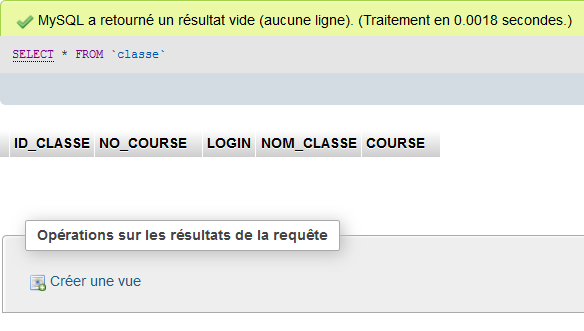 MySQL a retourné un résultat vide (aucune ligne). (Traitement en 0.0018 secondes.)
SELECT * FROM `classe`
ID_CLASSE NO_COURSE LOGIN NOM_CLASSE COURSE
Opérations sur les résultats de la requête
Créer une vue